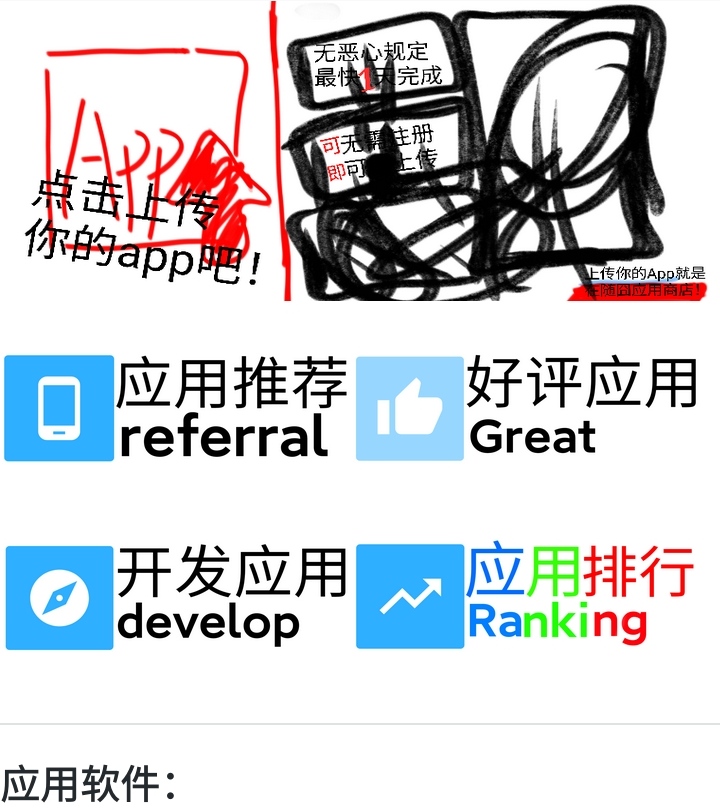 App
点击上传
你的app吧!
无恶心规定
最快1天完成
可无需注册
即可上传
上传你的App就是
在随囧应用商店!
应用推荐
referral
好评应用
Great
开发应用
develop
应用排行
Ranking
应用软件: